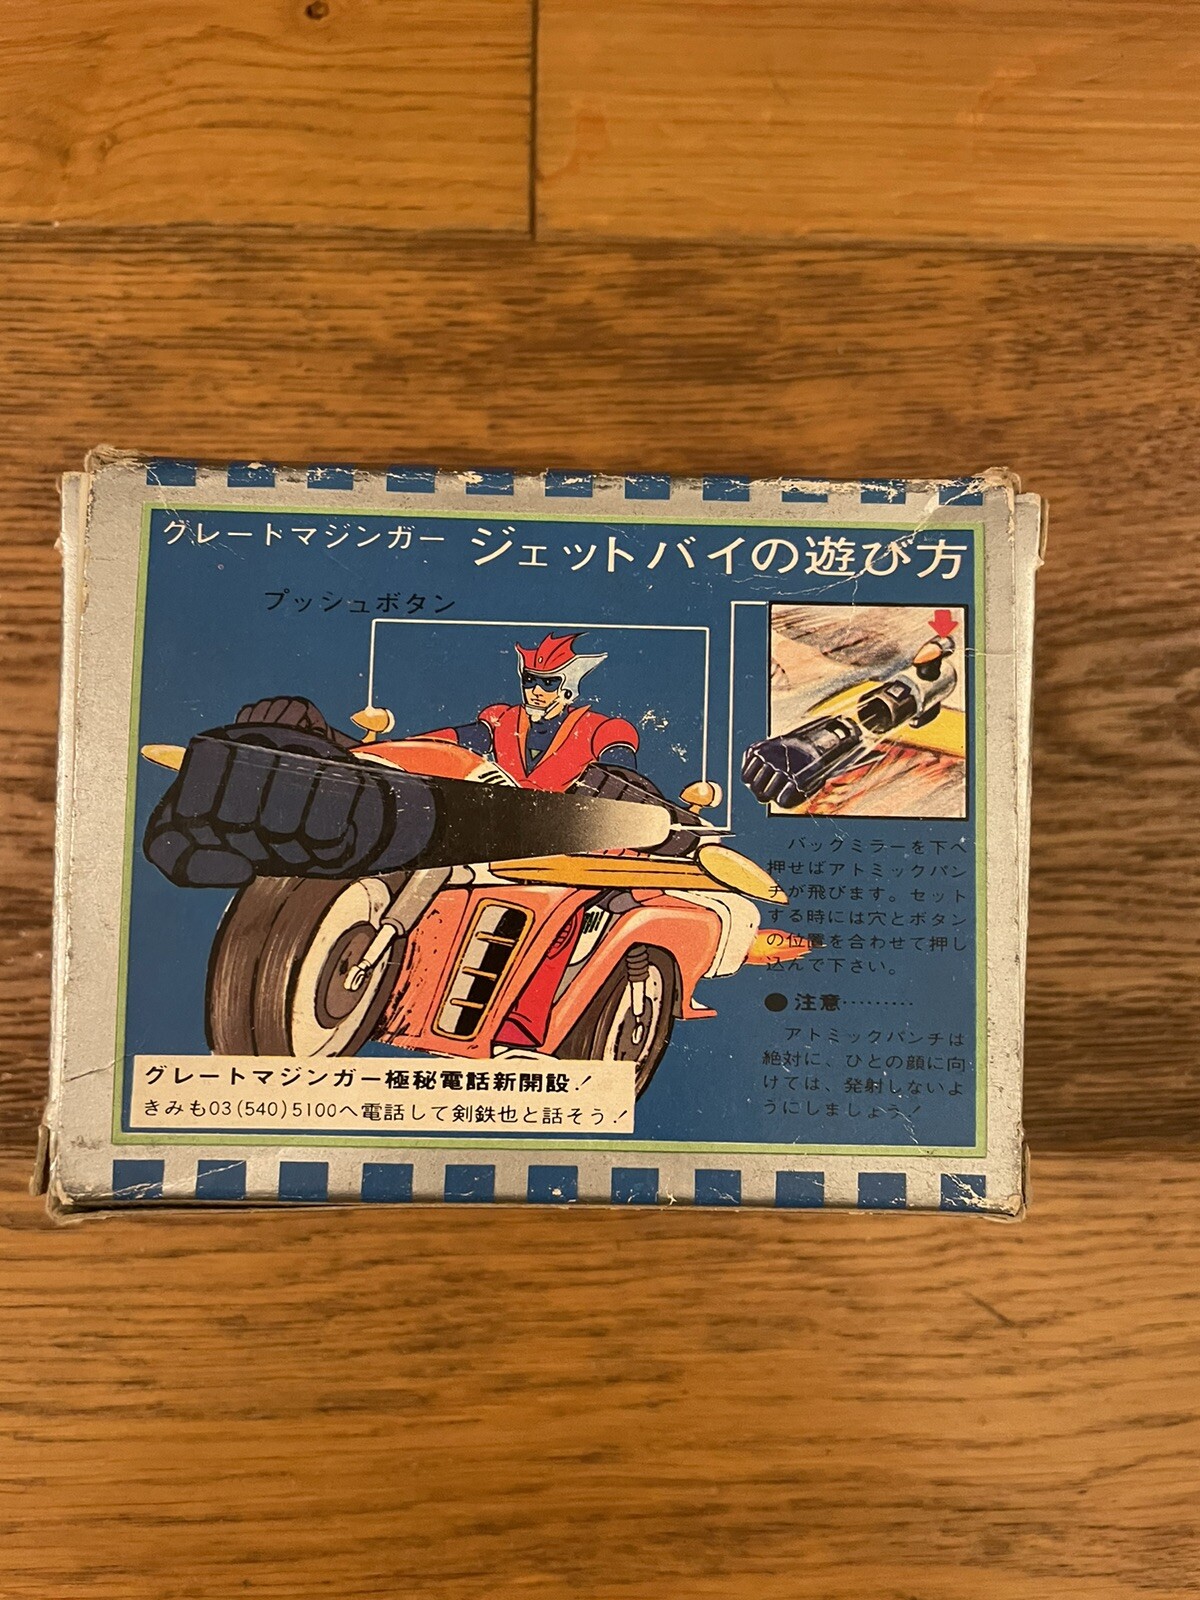 グレートマジンガー ジェットバイの遊び方
プッシュボタン
バックミラーを下へ
押せばアトミックパン
チが飛びます。セット
する時には穴とボタン
の位置を合わせて押し
込んで下さい。
●注意………
アトミックパンチは
絶対に、ひとの顔に向
けては、発射しないよ
うにしましょう!
グレートマジンガー極秘電話新開設!
きみも03(540)5100へ電話して剣鉄也と話そう!